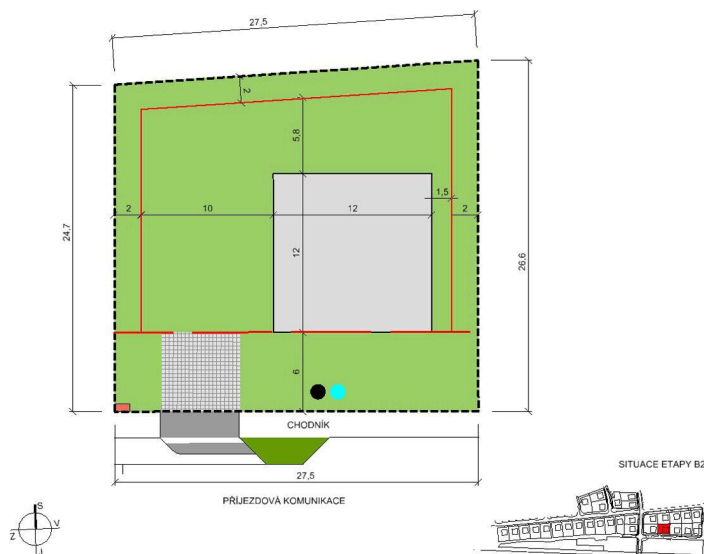 27,5
2
5,8
1,5
2
10
12
2
24,7
12
26,6
6
CHODNÍK
27,5
SITUACE ETAPY B2
PŘÍJEZDOVÁ KOMUNIKACE
S
Z
V
J